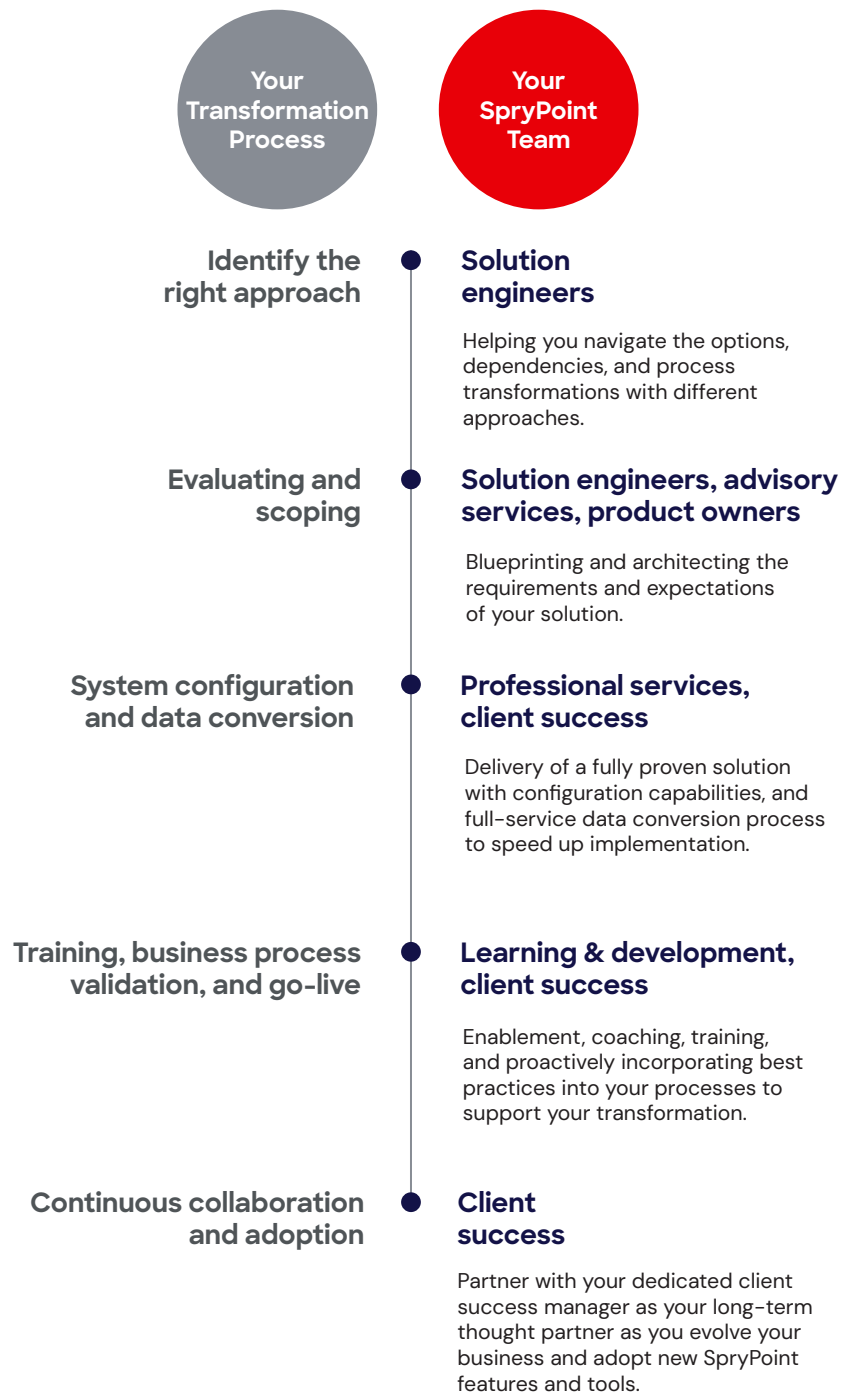 Your
Transformation
Process
Your
SpryPoint
Team
Identify the
right approach
Solution
engineers
Helping you navigate the options,
dependencies, and process
transformations with different
approaches.
Evaluating and
scoping
Solution engineers, advisory
services, product owners
Blueprinting and architecting the
requirements and expectations
of your solution.
System configuration
and data conversion
Professional services,
client success
Delivery of a fully proven solution
with configuration capabilities, and
full-service data conversion process
to speed up implementation.
Training, business process
validation, and go-live
Learning & development,
client success
Enablement, coaching, training,
and proactively incorporating best
practices into your processes to
support your transformation.
Continuous collaboration
and adoption
Client
success
Partner with your dedicated client
success manager as your long-term
thought partner as you evolve your
business and adopt new SpryPoint
features and tools.